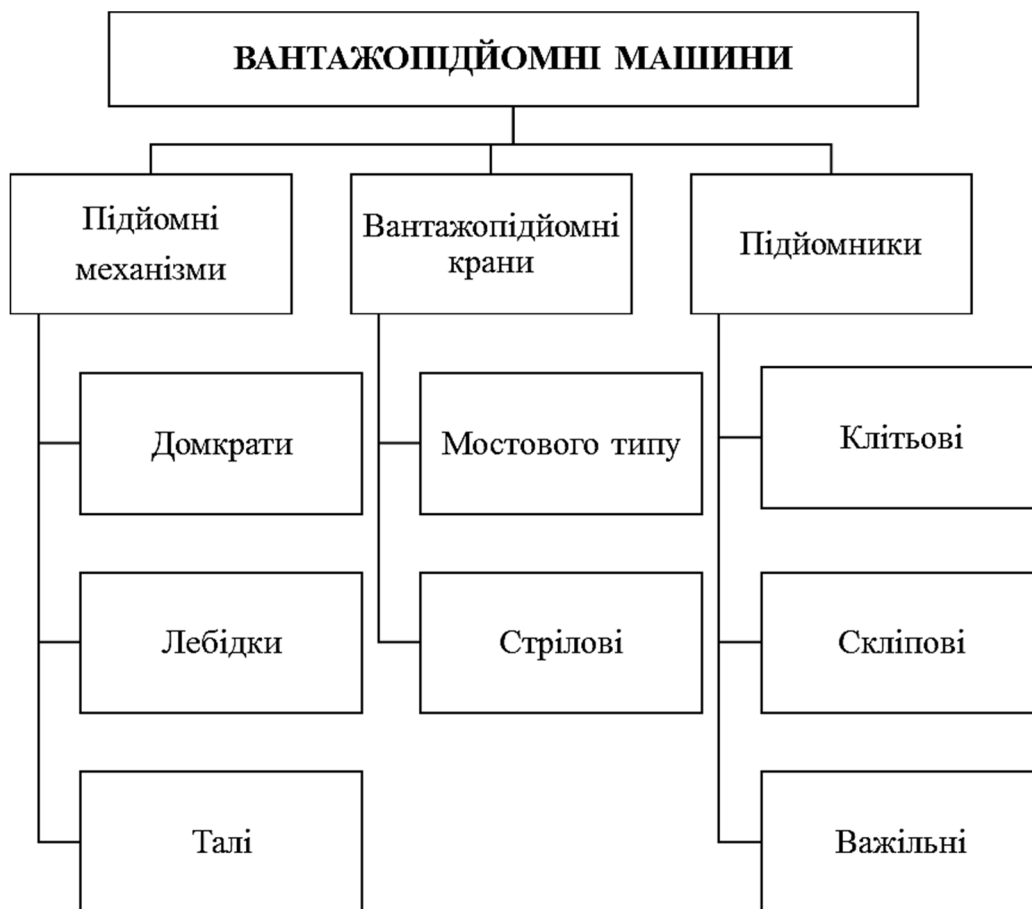 ВАНТАЖОПІДЙОМНІ МАШИНИ
Підйомні
механізми
Вантажопідйомні
крани
Підйомники
Домкрати
Мостового типу
Клітьові
Лебідки
Стрілові
Скліпові
Талі
Важільні